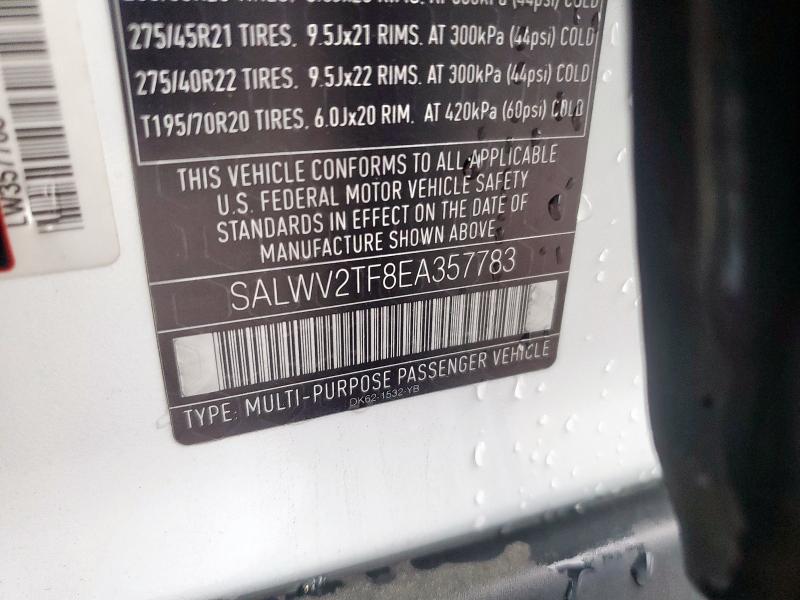 275/45R21 TIRES, 9.5Jx21 RIMS, AT 300kPa (44psi) COLD
275/40R22 TIRES, 9.5Jx22 RIMS, AT 300kPa (44psi) COLD
T195/70R20 TIRES, 6.0Jx20 RIM, AT 420kPa (60psi) COLD
THIS VEHICLE CONFORMS TO ALL APPLICABLE
U.S. FEDERAL MOTOR VEHICLE SAFETY
STANDARDS IN EFFECT ON THE DATE OF
MANUFACTURE SHOWN ABOVE
SALWV2TF8EA357783
TYPE: MULTI-PURPOSE PASSENGER VEHICLE
DK62-1532-YB